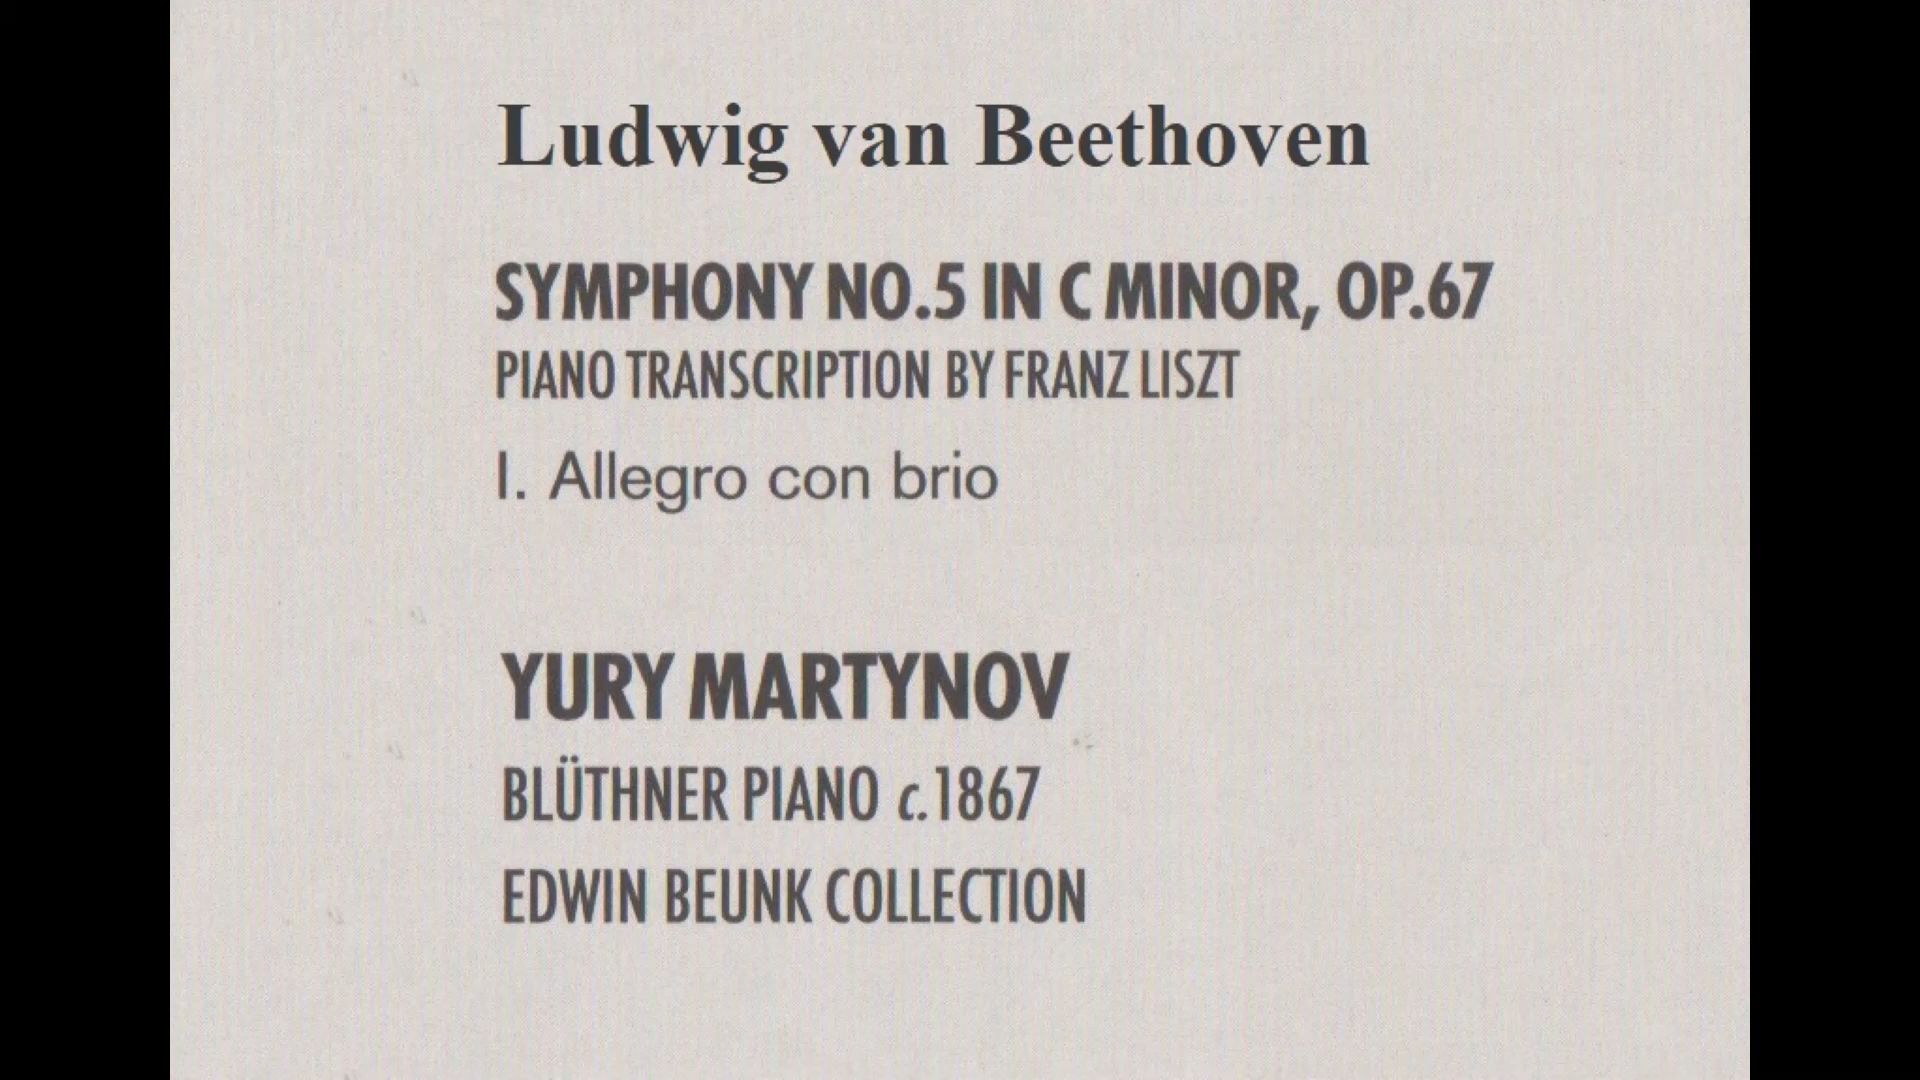 Ludwig van Beethoven
SYMPHONY NO.5 IN C MINOR, OP.67
PIANO TRANSCRIPTION BY FRANZ LISZT
I. Allegro con brio
YURY MARTYNOV
BLÜTHNER PIANO c.1867
EDWIN BEUNK COLLECTION